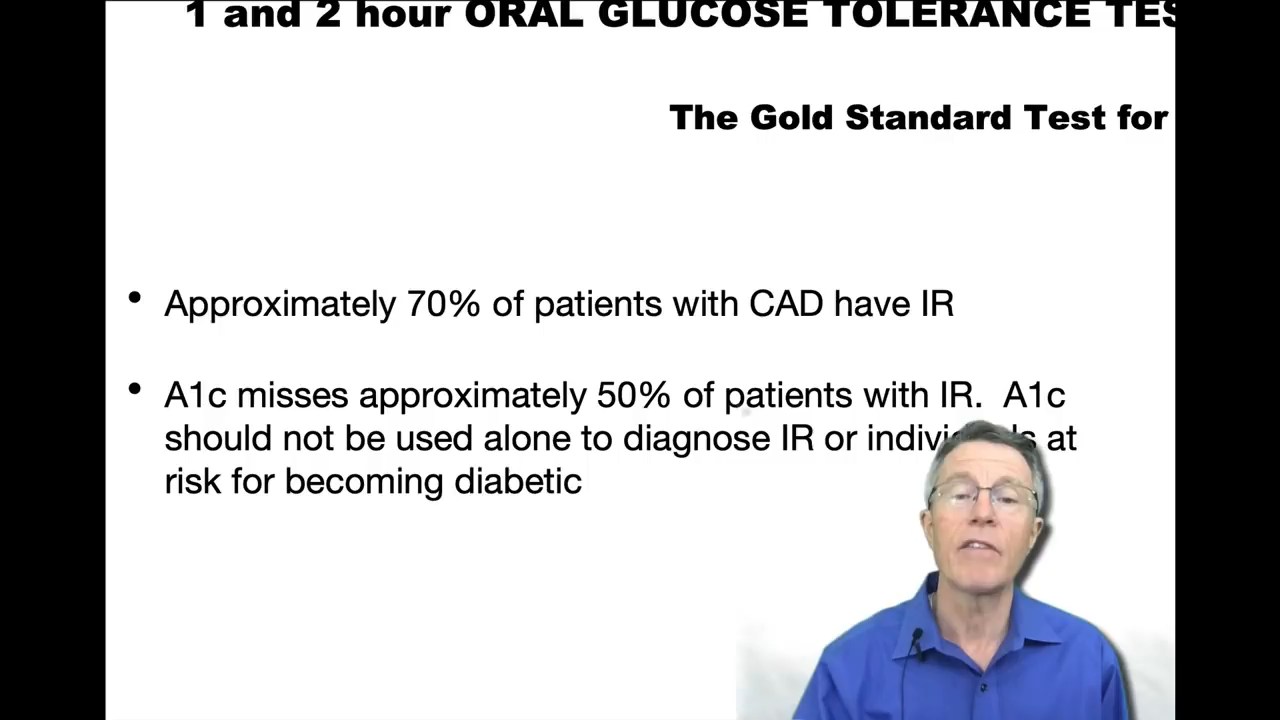 1 and 2 hour ORAL GLUCOSE TOLERANCE
The Gold Standard Test for
• Approximately 70% of patients with CAD have IR
• A1c misses approximately 50% of patients with IR. A1c
should not be used alone to diagnose IR or at
risk for becoming diabetic